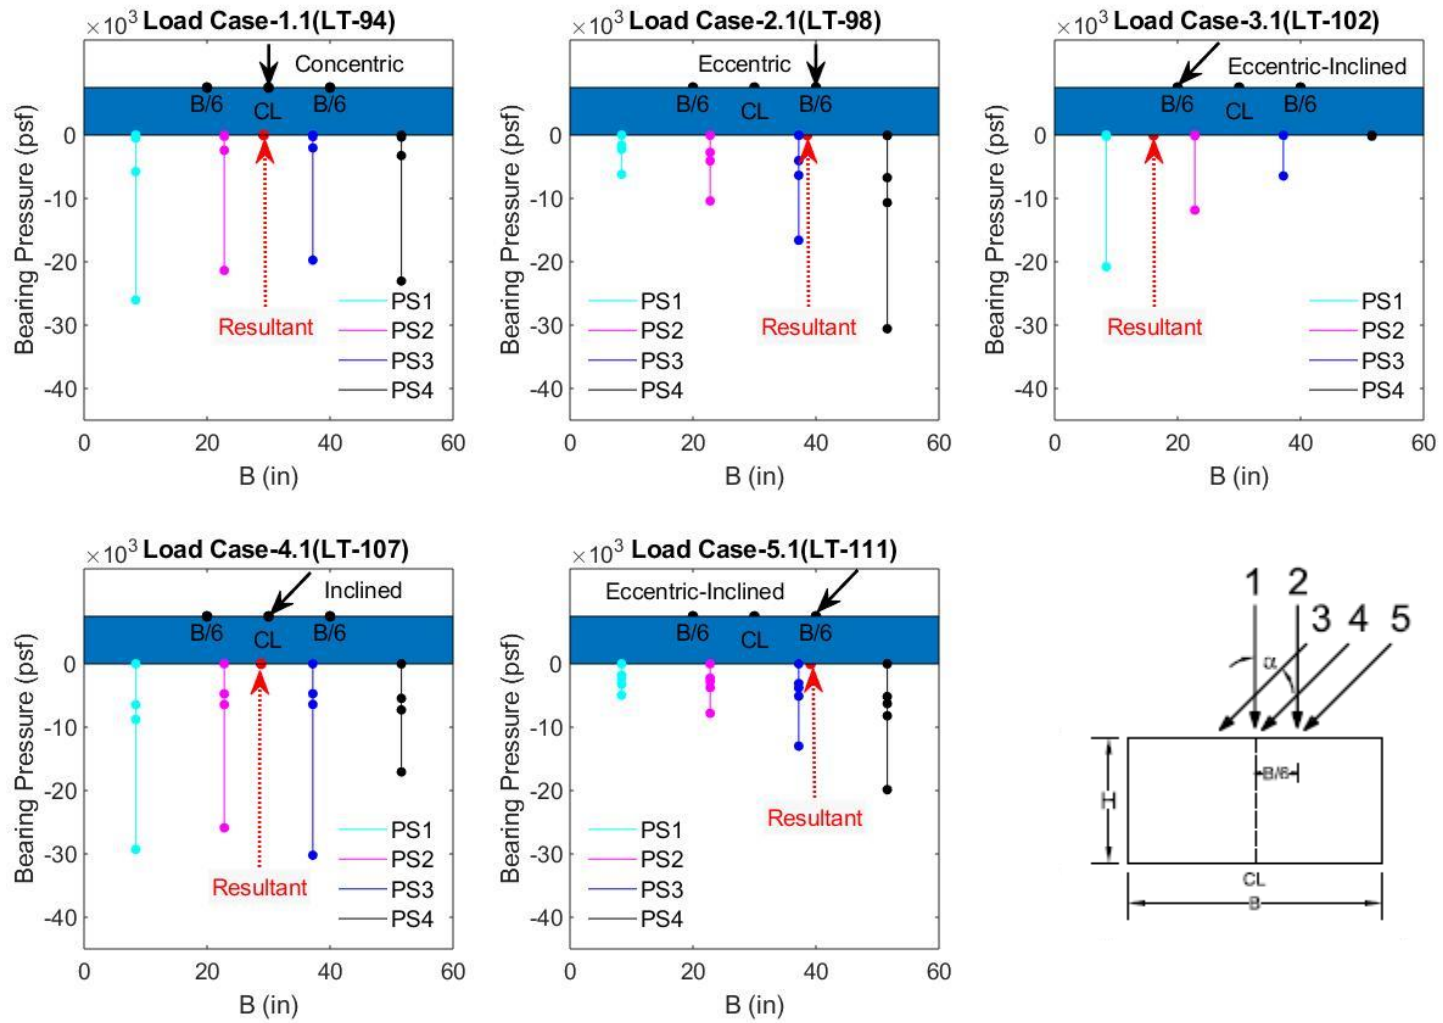 ×10³ Load Case-1.1(LT-94)
Concentric
B/6 CL B/6
0
-10
-20
-30
-40
Bearing Pressure (psf)
Resultant
PS1
PS2
PS3
PS4
0 20 40 60
B (in)
×10³ Load Case-2.1(LT-98)
Eccentric
B/6 CL B/6
0
-10
-20
-30
-40
Bearing Pressure (psf)
Resultant
PS1
PS2
PS3
PS4
0 20 40 60
B (in)
×10³ Load Case-3.1(LT-102)
Eccentric-Inclined
B/6 CL B/6
0
-10
-20
-30
-40
Bearing Pressure (psf)
Resultant
PS1
PS2
PS3
PS4
0 20 40 60
B (in)
×10³ Load Case-4.1(LT-107)
Inclined
B/6 CL B/6
0
-10
-20
-30
-40
Bearing Pressure (psf)
Resultant
PS1
PS2
PS3
PS4
0 20 40 60
B (in)
×10³ Load Case-5.1(LT-111)
Eccentric-Inclined
B/6 CL B/6
0
-10
-20
-30
-40
Bearing Pressure (psf)
Resultant
PS1
PS2
PS3
PS4
0 20 40 60
B (in)
1 2
3 4 5
α
B/6
H
CL
B